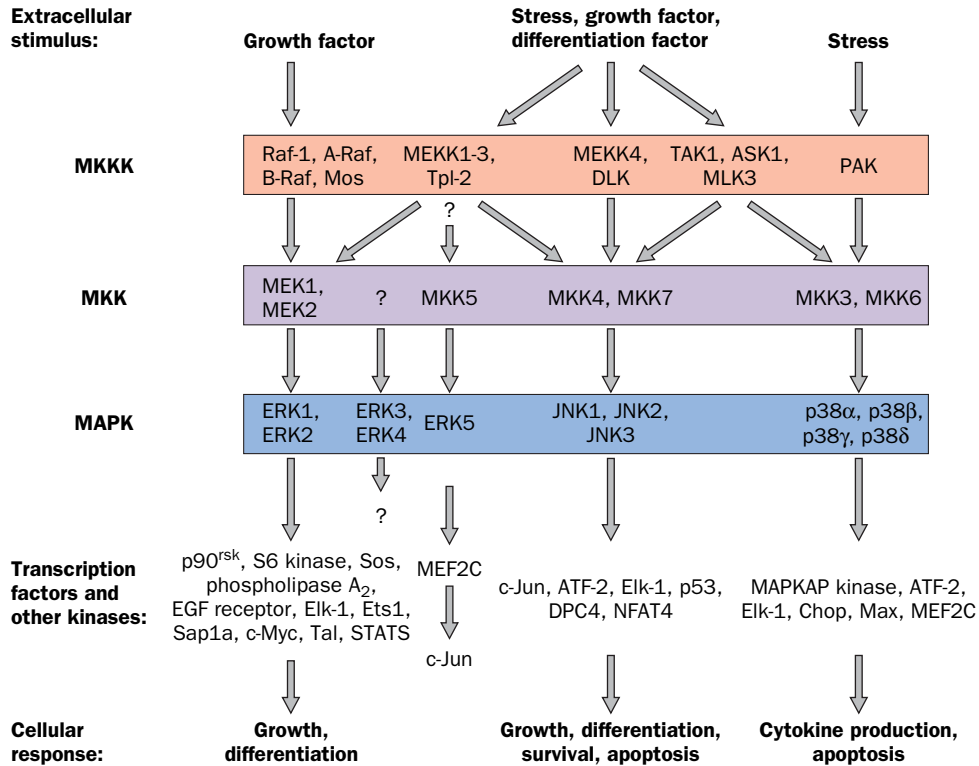 Extracellular
stimulus:
Growth factor
Stress, growth factor,
differentiation factor
Stress
MKKK
Raf-1, A-Raf,
B-Raf, Mos
MEKK1-3,
Tpl-2
MEKK4,
DLK
TAK1, ASK1,
MLK3
PAK
?
MKK
MEK1,
MEK2
?
MKK5
MKK4, MKK7
MKK3, MKK6
MAPK
ERK1,
ERK2
ERK3,
ERK4
ERK5
JNK1, JNK2,
JNK3
p38α, p38β,
p38γ, p38δ
?
Transcription
factors and
other kinases:
p90rsk, S6 kinase, Sos,
phospholipase A2,
EGF receptor, Elk-1, Ets1,
Sap1a, c-Myc, Tal, STATS
MEF2C
c-Jun
c-Jun, ATF-2, Elk-1, p53,
DPC4, NFAT4
MAPKAP kinase, ATF-2,
Elk-1, Chop, Max, MEF2C
Cellular
response:
Growth,
differentiation
Growth, differentiation,
survival, apoptosis
Cytokine production,
apoptosis